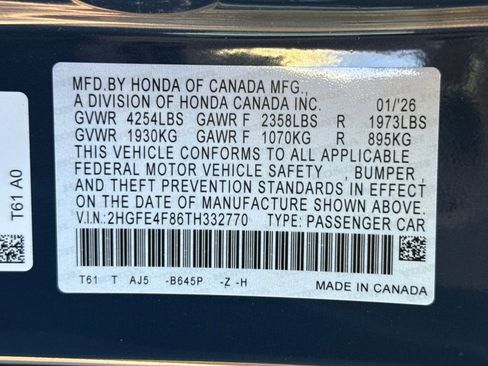 MFD.BY HONDA OF CANADA MFG.,
A DIVISION OF HONDA CANADA INC. 01/'26
GVWR 4254LBS GAWR F 2358LBS R 1973LBS
GVWR 1930KG GAWR F 1070KG R 895KG
THIS VEHICLE CONFORMS TO ALL APPLICABLE
FEDERAL MOTOR VEHICLE SAFETY , BUMPER ,
AND THEFT PREVENTION STANDARDS IN EFFECT
ON THE DATE OF MANUFACTURE SHOWN ABOVE.
V.I.N.:2HGFE4F86TH332770 TYPE: PASSENGER CAR
T61 T AJ5 -B645P -Z -H
MADE IN CANADA
T61 A0